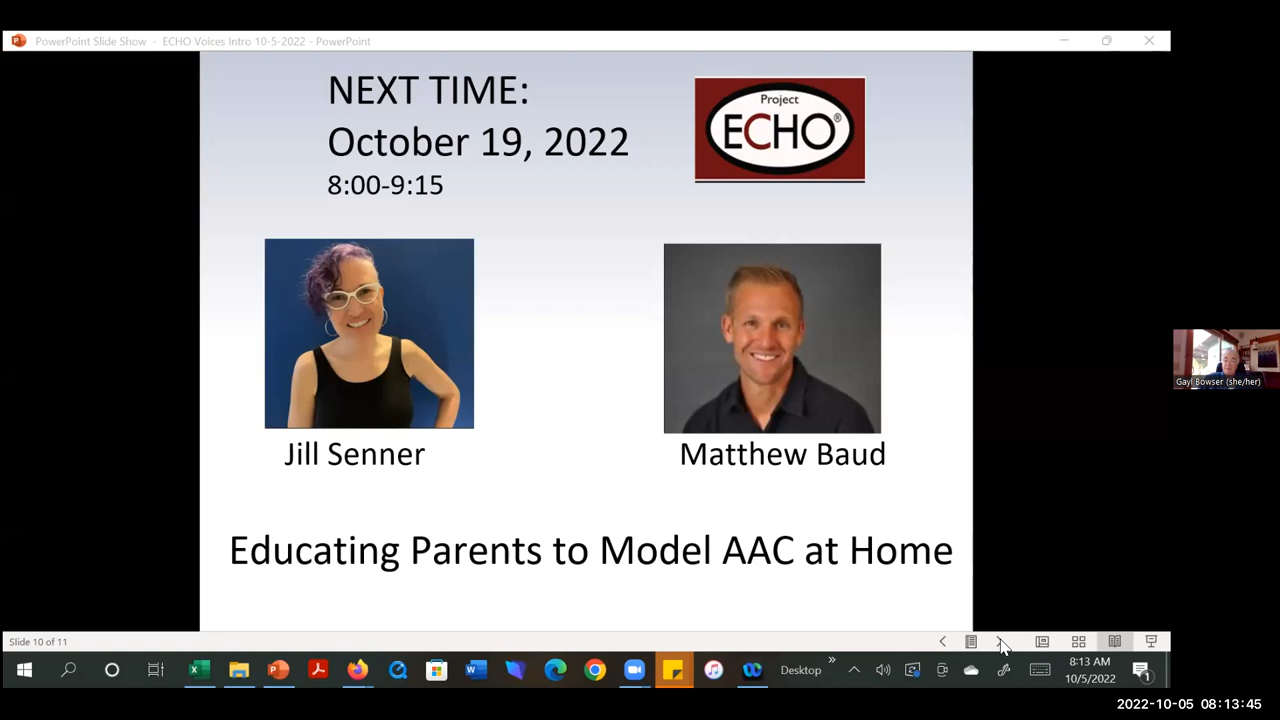 PowerPoint Slide Show - ECHO Voices Intro 10-5-2022 - PowerPoint
NEXT TIME:
October 19, 2022
8:00-9:15
Project
ECHO®
Jill Senner
Matthew Baud
Educating Parents to Model AAC at Home
Gayl Bowser (she/her)
Slide 10 of 11
Desktop
8:13 AM
10/5/2022
1
2022-10-05 08:13:45